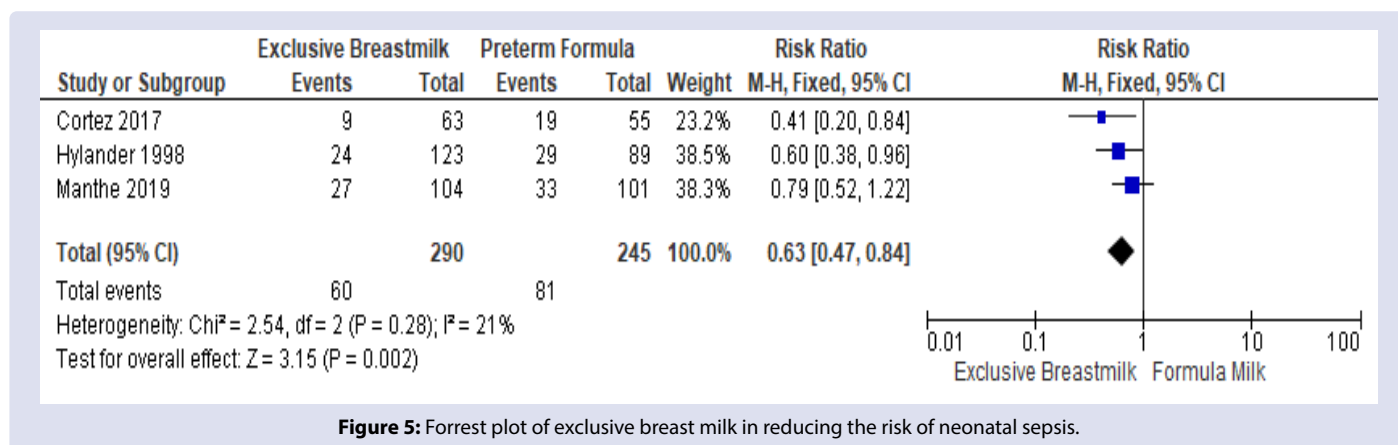 Exclusive Breastmilk Preterm Formula Risk Ratio Risk Ratio
Study or Subgroup Events Total Events Total Weight M-H, Fixed, 95% CI M-H, Fixed, 95% CI
Cortez 2017 9 63 19 55 23.2% 0.41 [0.20, 0.84]
Hylander 1998 24 123 29 89 38.5% 0.60 [0.38, 0.96]
Manthe 2019 27 104 33 101 38.3% 0.79 [0.52, 1.22]
Total (95% CI) 290 245 100.0% 0.63 [0.47, 0.84]
Total events 60 81
Heterogeneity: Chi² = 2.54, df = 2 (P = 0.28); I² = 21%
Test for overall effect: Z = 3.15 (P = 0.002)
0.01 0.1 1 10 100
Exclusive Breastmilk Formula Milk
Figure 5: Forrest plot of exclusive breast milk in reducing the risk of neonatal sepsis.